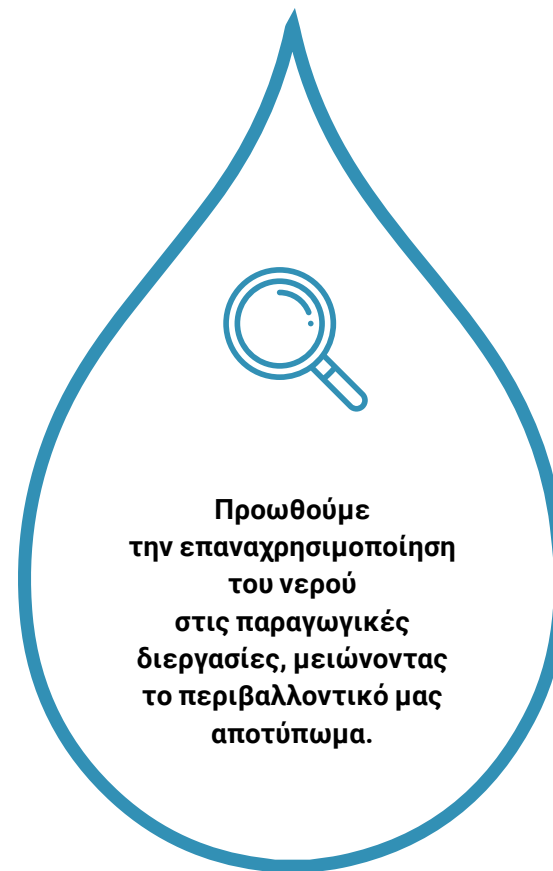 Προωθούμε
την επαναχρησιμοποίηση
του νερού
στις παραγωγικές
διεργασίες, μειώνοντας
το περιβαλλοντικό μας
αποτύπωμα.